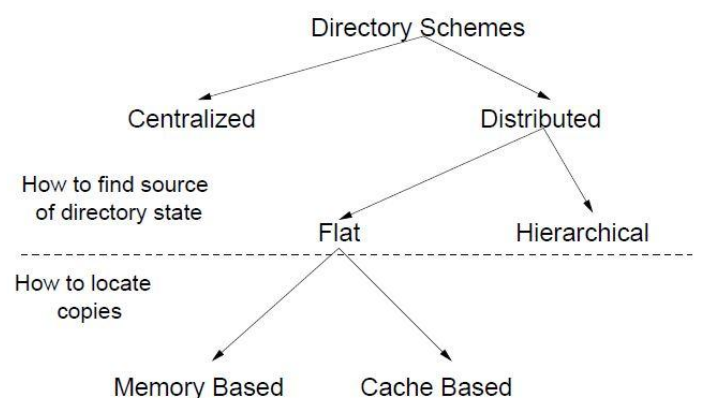 Directory Schemes
Centralized
Distributed
How to find source
of directory state
Flat
Hierarchical
How to locate
copies
Memory Based
Cache Based